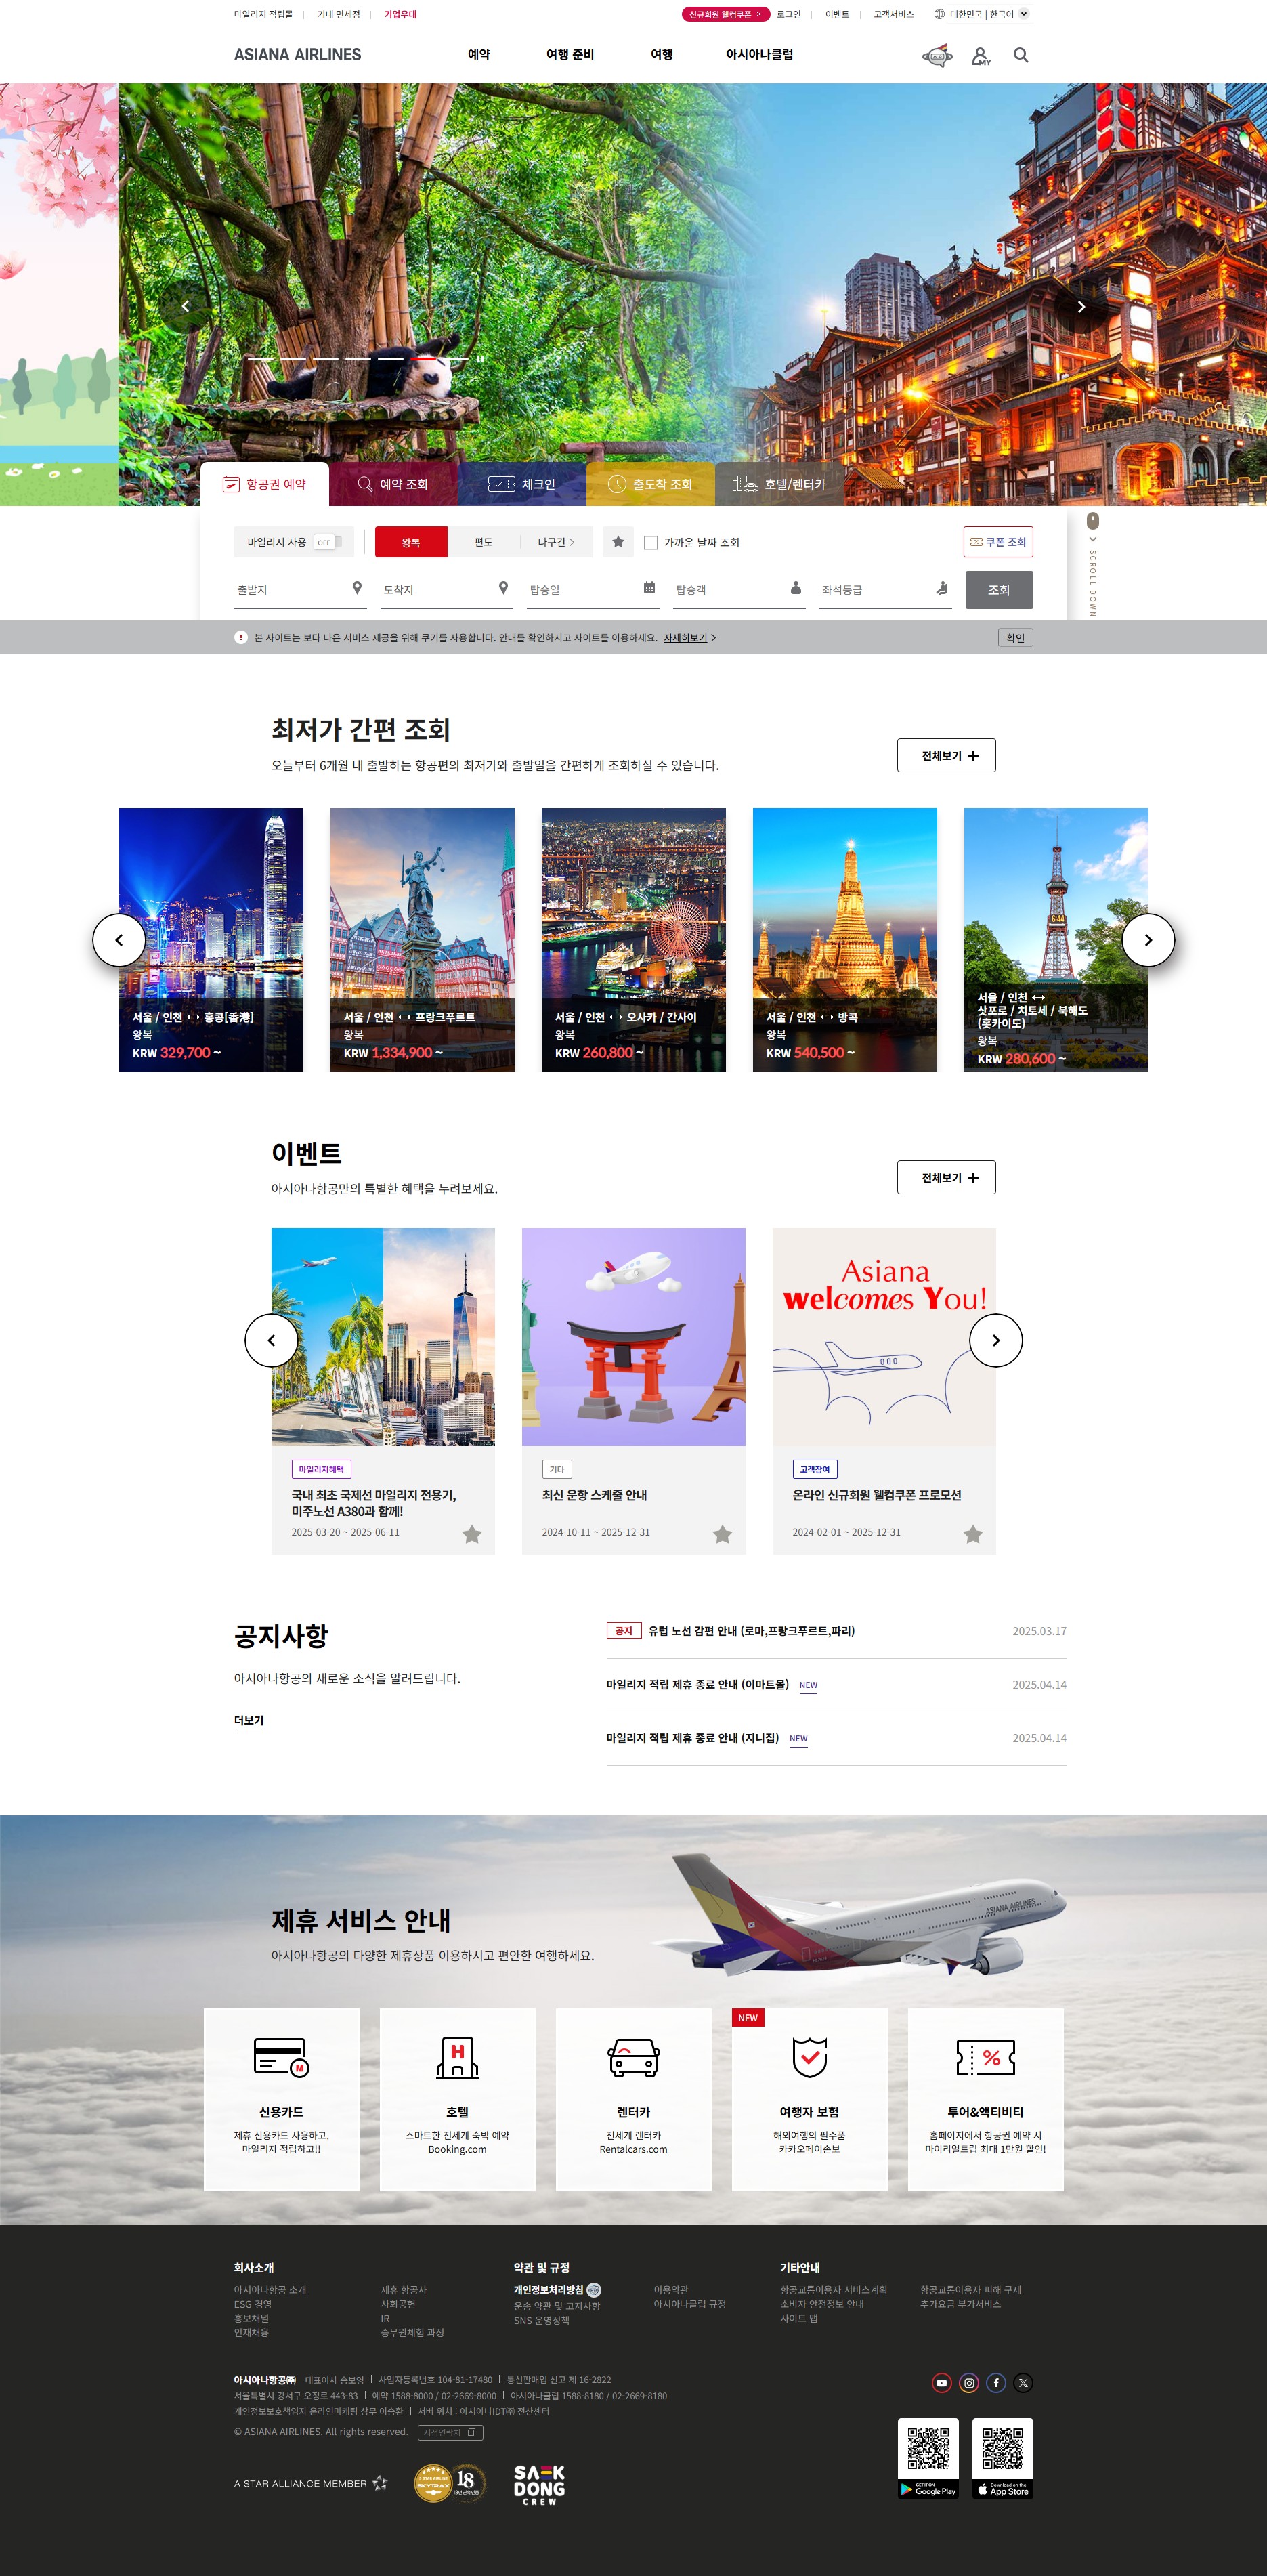 마일리지 적립몰
기내 면세점
기업우대
신규회원 웰컴쿠폰
로그인
이벤트
고객서비스
대한민국 | 한국어
ASIANA AIRLINES
예약
여행 준비
여행
아시아나클럽
MY
항공권 예약
예약 조회
체크인
출도착 조회
호텔/렌터카
마일리지 사용
OFF
왕복
편도
다구간
가까운 날짜 조회
쿠폰 조회
출발지
도착지
탑승일
탑승객
좌석등급
조회
SCROLL DOWN
본 사이트는 보다 나은 서비스 제공을 위해 쿠키를 사용합니다. 안내를 확인하시고 사이트를 이용하세요. 자세히보기
확인
최저가 간편 조회
오늘부터 6개월 내 출발하는 항공편의 최저가와 출발일을 간편하게 조회하실 수 있습니다.
전체보기
서울 / 인천 ↔ 홍콩[香港]
왕복
KRW 329,700 ~
서울 / 인천 ↔ 프랑크푸르트
왕복
KRW 1,334,900 ~
서울 / 인천 ↔ 오사카 / 간사이
왕복
KRW 260,800 ~
서울 / 인천 ↔ 방콕
왕복
KRW 540,500 ~
6:44
서울 / 인천 ↔
삿포로 / 치토세 / 북해도
(홋카이도)
왕복
KRW 280,600 ~
이벤트
아시아나항공만의 특별한 혜택을 누려보세요.
전체보기
마일리지혜택
국내 최초 국제선 마일리지 전용기,
미주노선 A380과 함께!
2025-03-20 ~ 2025-06-11
기타
최신 운항 스케줄 안내
2024-10-11 ~ 2025-12-31
Asiana
welcomes You!
고객참여
온라인 신규회원 웰컴쿠폰 프로모션
2024-02-01 ~ 2025-12-31
공지사항
아시아나항공의 새로운 소식을 알려드립니다.
더보기
공지 유럽 노선 감편 안내 (로마,프랑크푸르트,파리) 2025.03.17
마일리지 적립 제휴 종료 안내 (이마트몰) NEW 2025.04.14
마일리지 적립 제휴 종료 안내 (지니집) NEW 2025.04.14
제휴 서비스 안내
아시아나항공의 다양한 제휴상품 이용하시고 편안한 여행하세요.
ASIANA AIRLINES
M
신용카드
제휴 신용카드 사용하고,
마일리지 적립하고!!
H
호텔
스마트한 전세계 숙박 예약
Booking.com
렌터카
전세계 렌터카
Rentalcars.com
NEW
여행자 보험
해외여행의 필수품
카카오페이손보
%
투어&액티비티
홈페이지에서 항공권 예약 시
마이리얼트립 최대 1만원 할인!
회사소개
아시아나항공 소개
ESG 경영
홍보채널
인재채용
제휴 항공사
사회공헌
IR
승무원체험 과정
약관 및 규정
개인정보처리방침
운송 약관 및 고지사항
SNS 운영정책
이용약관
아시아나클럽 규정
기타안내
항공교통이용자 서비스계획
소비자 안전정보 안내
사이트 맵
항공교통이용자 피해 구제
추가요금 부가서비스
아시아나항공㈜ 대표이사 송보영 | 사업자등록번호 104-81-17480 | 통신판매업 신고 제 16-2822
서울특별시 강서구 오정로 443-83 | 예약 1588-8000 / 02-2669-8000 | 아시아나클럽 1588-8180 / 02-2669-8180
개인정보보호책임자 온라인마케팅 상무 이승환 | 서버 위치 : 아시아나IDT㈜ 전산센터
© ASIANA AIRLINES. All rights reserved. 지점연락처
A STAR ALLIANCE MEMBER
SKYTRAX
18
SAEK
DONG
CREW
GET IT ON
Google Play
Download on the
App Store